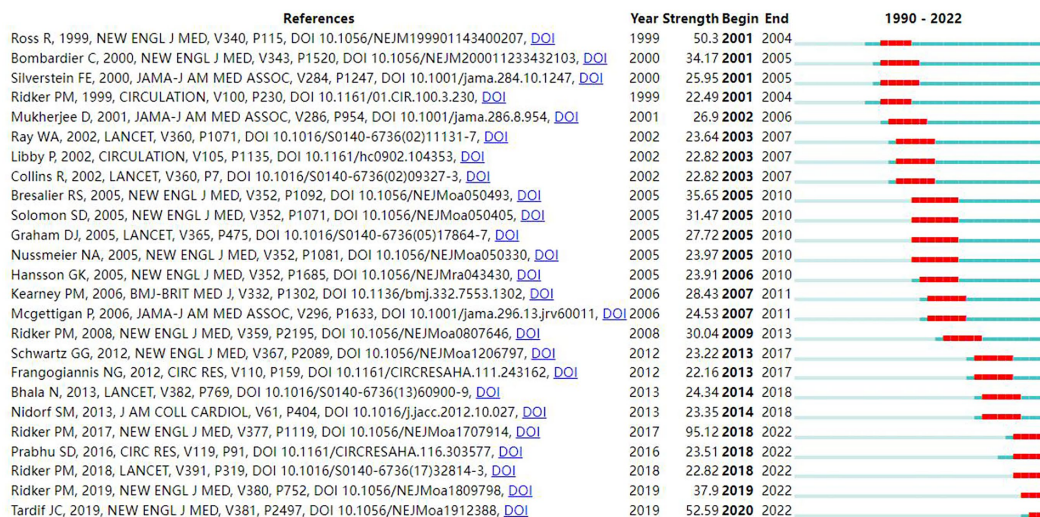 References Year Strength Begin End 1990 - 2022
Ross R, 1999, NEW ENGL J MED, V340, P115, DOI 10.1056/NEJM199901143400207, DOI 1999 50.3 2001 2004
Bombardier C, 2000, NEW ENGL J MED, V343, P1520, DOI 10.1056/NEJM200011233432103, DOI 2000 34.17 2001 2005
Silverstein FE, 2000, JAMA-J AM MED ASSOC, V284, P1247, DOI 10.1001/jama.284.10.1247, DOI 2000 25.95 2001 2005
Ridker PM, 1999, CIRCULATION, V100, P230, DOI 10.1161/01.CIR.100.3.230, DOI 1999 22.49 2001 2004
Mukherjee D, 2001, JAMA-J AM MED ASSOC, V286, P954, DOI 10.1001/jama.286.8.954, DOI 2001 26.9 2002 2006
Ray WA, 2002, LANCET, V360, P1071, DOI 10.1016/S0140-6736(02)11131-7, DOI 2002 23.64 2003 2007
Libby P, 2002, CIRCULATION, V105, P1135, DOI 10.1161/hc0902.104353, DOI 2002 22.82 2003 2007
Collins R, 2002, LANCET, V360, P7, DOI 10.1016/S0140-6736(02)09327-3, DOI 2002 22.82 2003 2007
Bresalier RS, 2005, NEW ENGL J MED, V352, P1092, DOI 10.1056/NEJMoa050493, DOI 2005 35.65 2005 2010
Solomon SD, 2005, NEW ENGL J MED, V352, P1071, DOI 10.1056/NEJMoa050405, DOI 2005 31.47 2005 2010
Graham DJ, 2005, LANCET, V365, P475, DOI 10.1016/S0140-6736(05)17864-7, DOI 2005 27.72 2005 2010
Nussmeier NA, 2005, NEW ENGL J MED, V352, P1081, DOI 10.1056/NEJMoa050330, DOI 2005 23.97 2005 2010
Hansson GK, 2005, NEW ENGL J MED, V352, P1685, DOI 10.1056/NEJMra043430, DOI 2005 23.91 2006 2010
Kearney PM, 2006, BMJ-BRIT MED J, V332, P1302, DOI 10.1136/bmj.332.7553.1302, DOI 2006 28.43 2007 2011
Mcgettigan P, 2006, JAMA-J AM MED ASSOC, V296, P1633, DOI 10.1001/jama.296.13.jrv60011, DOI 2006 24.53 2007 2011
Ridker PM, 2008, NEW ENGL J MED, V359, P2195, DOI 10.1056/NEJMoa0807646, DOI 2008 30.04 2009 2013
Schwartz GG, 2012, NEW ENGL J MED, V367, P2089, DOI 10.1056/NEJMoa1206797, DOI 2012 23.22 2013 2017
Frangogiannis NG, 2012, CIRC RES, V110, P159, DOI 10.1161/CIRCRESAHA.111.243162, DOI 2012 22.16 2013 2017
Bhala N, 2013, LANCET, V382, P769, DOI 10.1016/S0140-6736(13)60900-9, DOI 2013 24.34 2014 2018
Nidorf SM, 2013, J AM COLL CARDIOL, V61, P404, DOI 10.1016/j.jacc.2012.10.027, DOI 2013 23.35 2014 2018
Ridker PM, 2017, NEW ENGL J MED, V377, P1119, DOI 10.1056/NEJMoa1707914, DOI 2017 95.12 2018 2022
Prabhu SD, 2016, CIRC RES, V119, P91, DOI 10.1161/CIRCRESAHA.116.303577, DOI 2016 23.51 2018 2022
Ridker PM, 2018, LANCET, V391, P319, DOI 10.1016/S0140-6736(17)32814-3, DOI 2018 22.82 2018 2022
Ridker PM, 2019, NEW ENGL J MED, V380, P752, DOI 10.1056/NEJMoa1809798, DOI 2019 37.9 2019 2022
Tardif JC, 2019, NEW ENGL J MED, V381, P2497, DOI 10.1056/NEJMoa1912388, DOI 2019 52.59 2020 2022